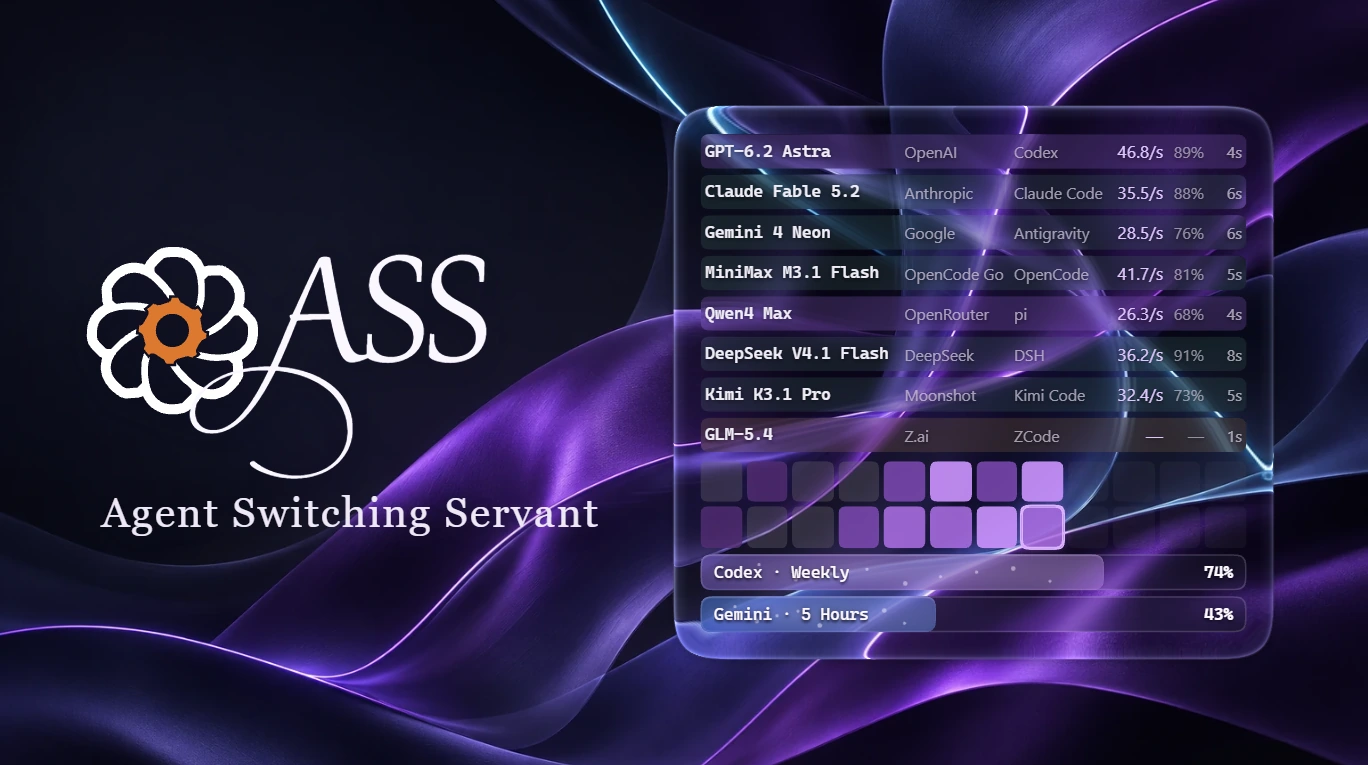 ASS
Agent Switching Servant
GPT-6.2 Astra OpenAI Codex 46.8/s 89% 4s
Claude Fable 5.2 Anthropic Claude Code 35.5/s 88% 6s
Gemini 4 Neon Google Antigravity 28.5/s 76% 6s
MiniMax M3.1 Flash OpenCode Go OpenCode 41.7/s 81% 5s
Qwen4 Max OpenRouter pi 26.3/s 68% 4s
DeepSeek V4.1 Flash DeepSeek DSH 36.2/s 91% 8s
Kimi K3.1 Pro Moonshot Kimi Code 32.4/s 73% 5s
GLM-5.4 Z.ai ZCode — — 1s
Codex · Weekly 74%
Gemini · 5 Hours 43%